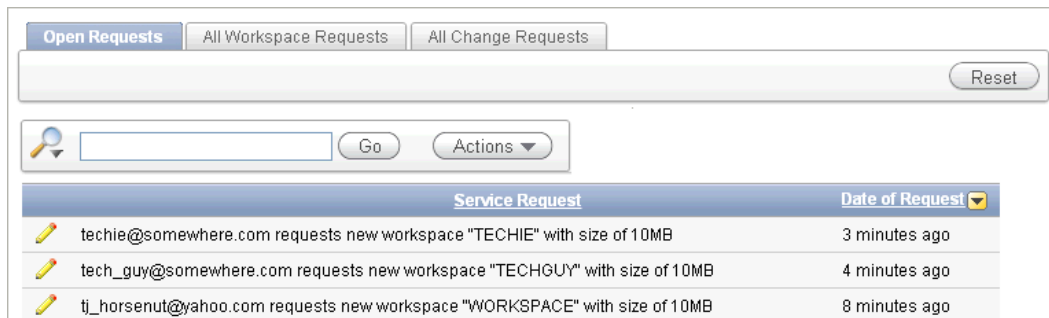 Open Requests All Workspace Requests All Change Requests
Reset
Go Actions
Service Request Date of Request
techie@somewhere.com requests new workspace "TECHIE" with size of 10MB 3 minutes ago
tech_guy@somewhere.com requests new workspace "TECHGUY" with size of 10MB 4 minutes ago
tj_horsenut@yahoo.com requests new workspace "WORKSPACE" with size of 10MB 8 minutes ago